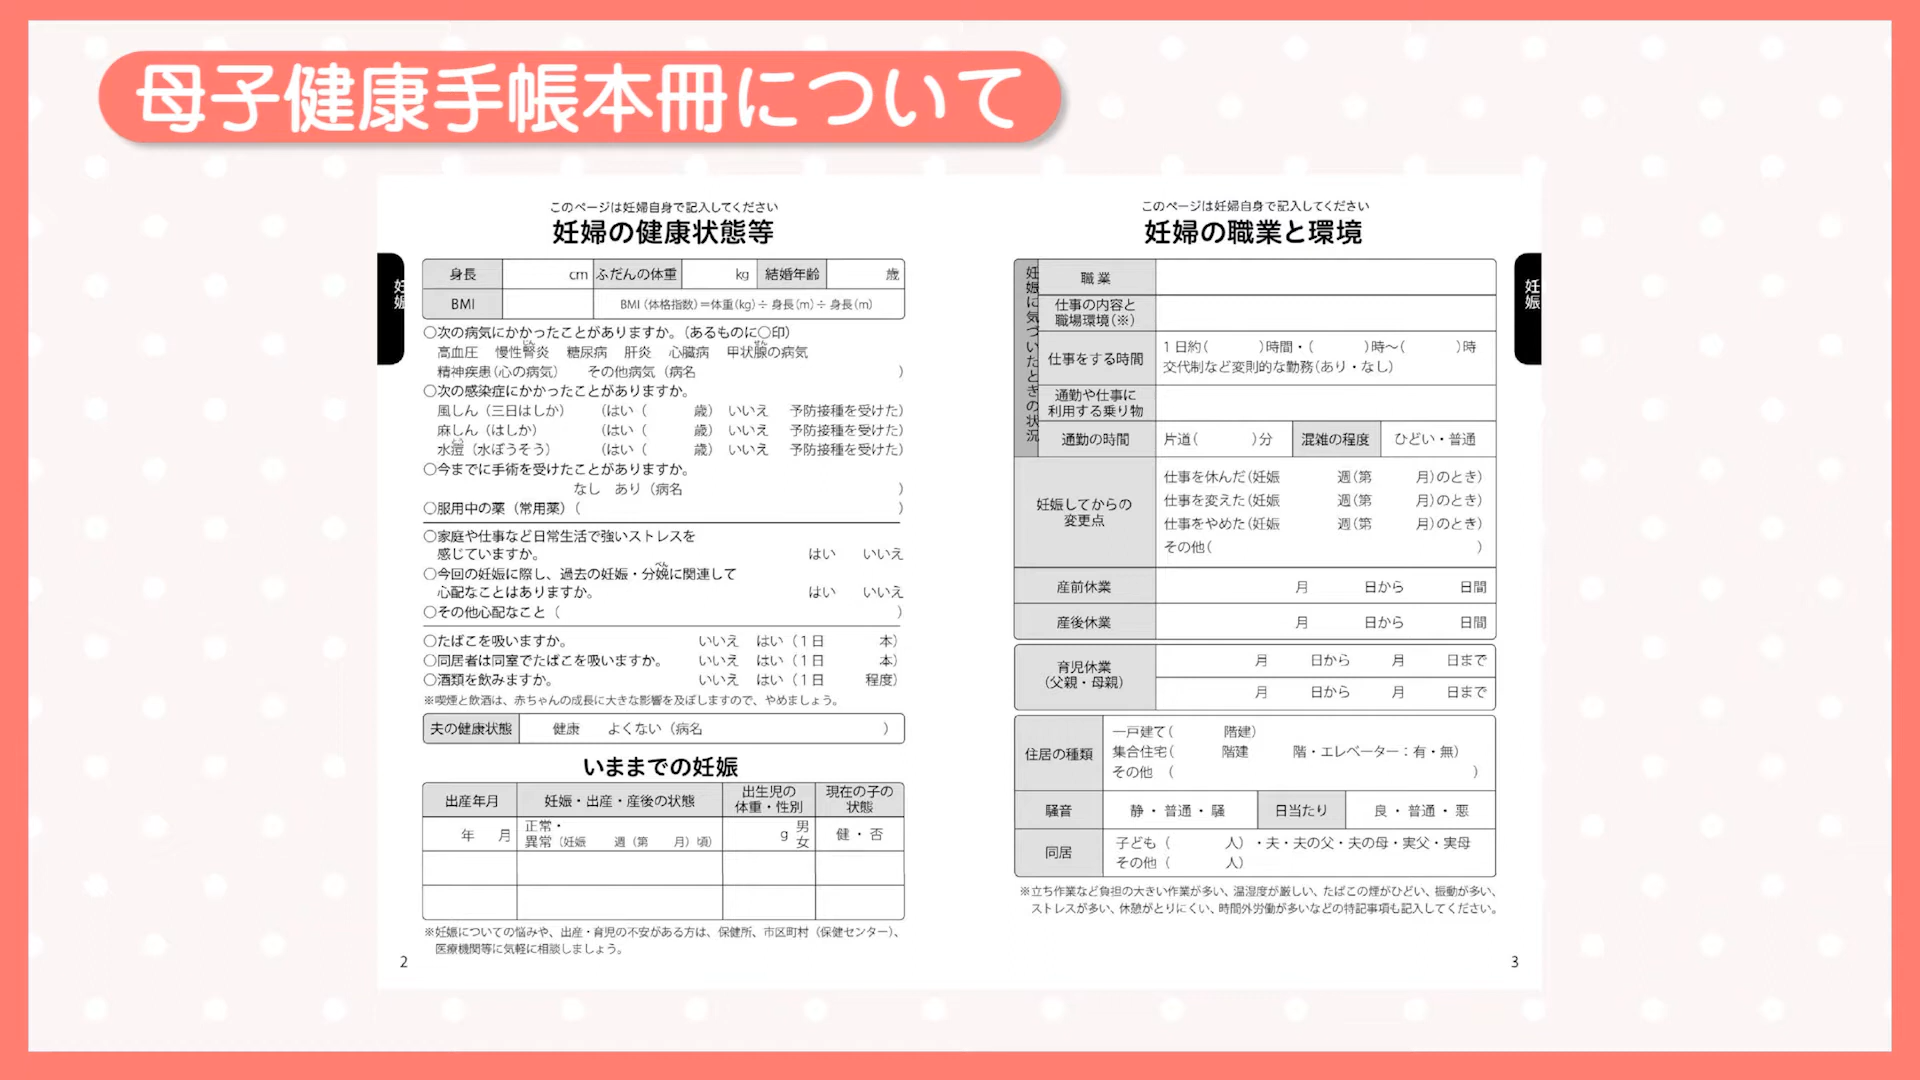 母子健康手帳本冊について
このページは妊婦自身で記入してください
妊婦の健康状態等
妊娠
身長 cm ふだんの体重 kg 結婚年齢 歳
BMI BMI(体格指数)=体重(kg)÷身長(m)÷身長(m)
○次の病気にかかったことがありますか。(あるものに○印)
高血圧 慢性腎炎 糖尿病 肝炎 心臓病 甲状腺の病気
精神疾患(心の病気) その他病気(病名 )
○次の感染症にかかったことがありますか。
風しん(三日はしか) (はい( 歳) いいえ 予防接種を受けた)
麻しん(はしか) (はい( 歳) いいえ 予防接種を受けた)
水痘(水ぼうそう) (はい( 歳) いいえ 予防接種を受けた)
○今までに手術を受けたことがありますか。
なし あり(病名 )
○服用中の薬(常用薬)( )
○家庭や仕事など日常生活で強いストレスを
感じていますか。 はい いいえ
○今回の妊娠に際し、過去の妊娠・分娩に関連して
心配なことはありますか。 はい いいえ
○その他心配なこと( )
○たばこを吸いますか。 いいえ はい(1日 本)
○同居者は同室でたばこを吸いますか。 いいえ はい(1日 本)
○酒類を飲みますか。 いいえ はい(1日 程度)
※喫煙と飲酒は、赤ちゃんの成長に大きな影響を及ぼしますので、やめましょう。
夫の健康状態 健康 よくない(病名 )
いままでの妊娠
出産年月 妊娠・出産・産後の状態 出生児の体重・性別 現在の子の状態
年 月 正常・異常(妊娠 週(第 月)頃) g 男女 健・否
※妊娠についての悩みや、出産・育児の不安がある方は、保健所、市区町村(保健センター)、
医療機関等に気軽に相談しましょう。
2
このページは妊婦自身で記入してください
妊婦の職業と環境
妊娠
妊娠に気づいたときの状況
職業
仕事の内容と
職場環境(※)
仕事をする時間 1日約( )時間・( )時〜( )時
交代制など変則的な勤務(あり・なし)
通勤や仕事に
利用する乗り物
通勤の時間 片道( )分 混雑の程度 ひどい・普通
妊娠してからの
変更点
仕事を休んだ(妊娠 週(第 月)のとき)
仕事を変えた(妊娠 週(第 月)のとき)
仕事をやめた(妊娠 週(第 月)のとき)
その他( )
産前休業 月 日から 日間
産後休業 月 日から 日間
育児休業
(父親・母親)
月 日から 月 日まで
月 日から 月 日まで
住居の種類
一戸建て( 階建)
集合住宅( 階建 階・エレベーター:有・無)
その他 ( )
騒音 静・普通・騒 日当たり 良・普通・悪
同居 子ども( 人)・夫・夫の父・夫の母・実父・実母
その他( 人)
※立ち作業など負担の大きい作業が多い、温湿度が厳しい、たばこの煙がひどい、振動が多い、
ストレスが多い、休憩がとりにくい、時間外労働が多いなどの特記事項も記入してください。
3